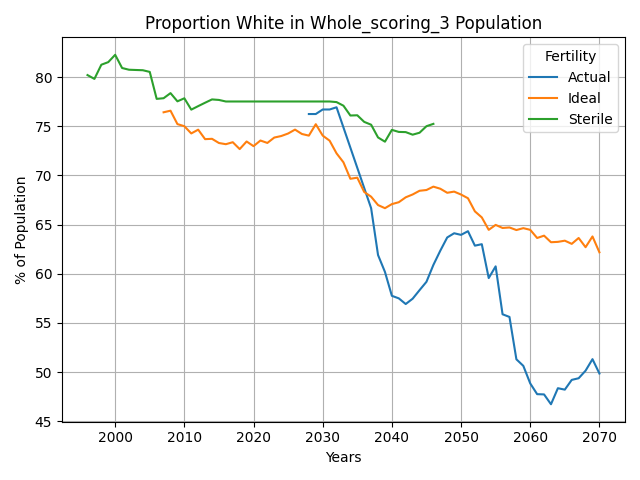 Proportion White in Whole_scoring_3 Population
Fertility
Actual
Ideal
Sterile
% of Population
80
75
70
65
60
55
50
45
2000
2010
2020
2030
2040
2050
2060
2070
Years